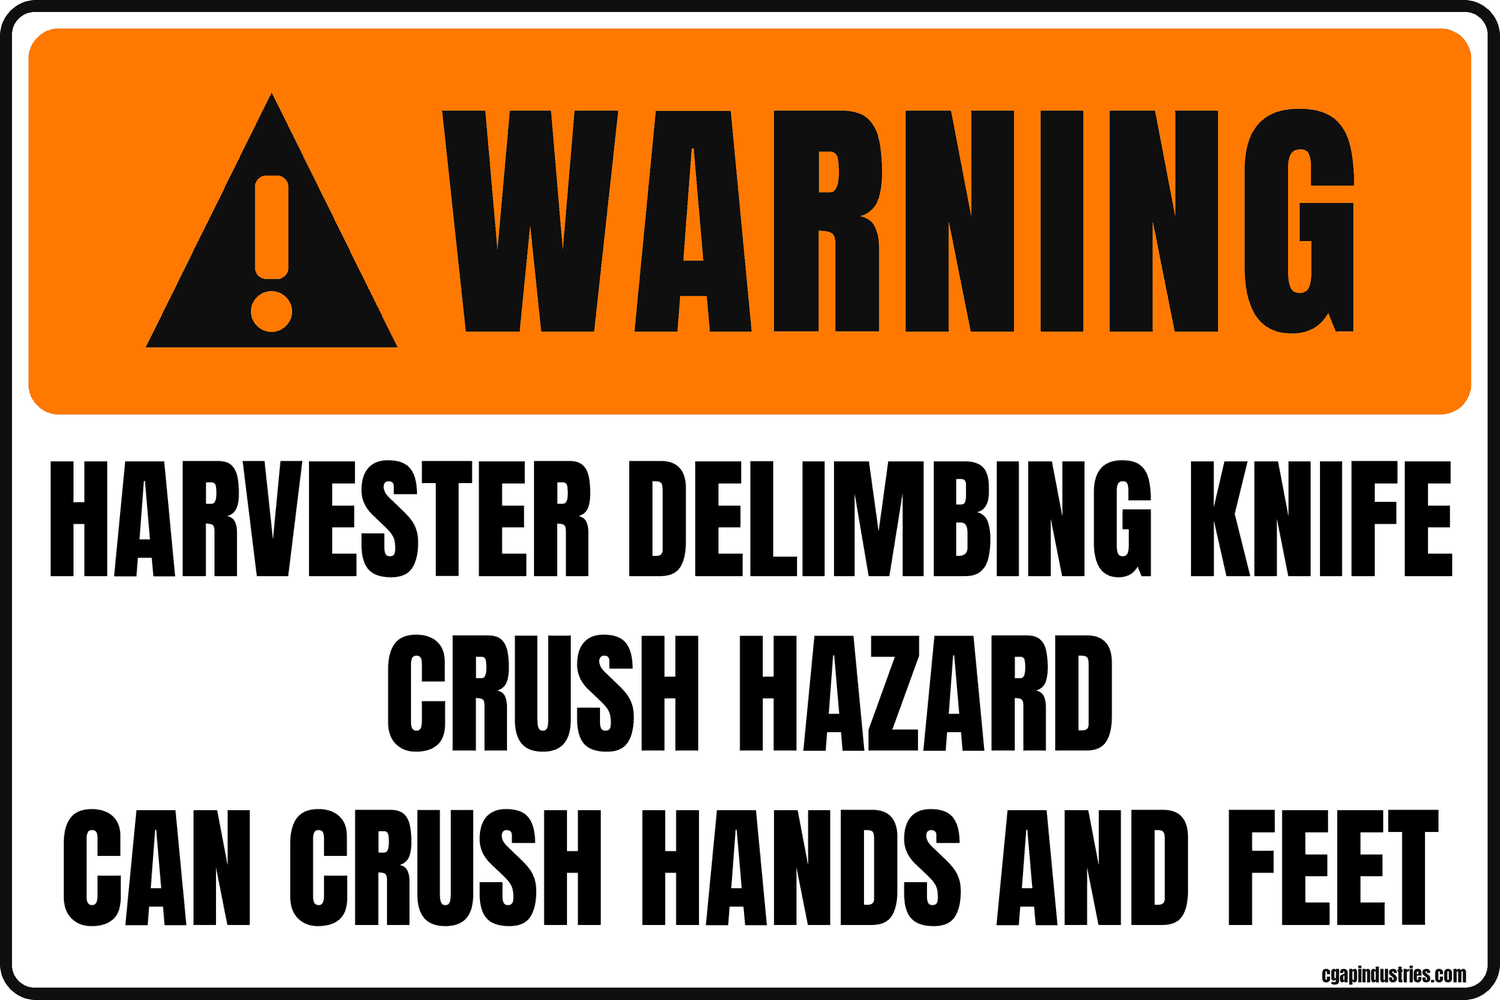 WARNING
HARVESTER DELIMBING KNIFE
CRUSH HAZARD
CAN CRUSH HANDS AND FEET
cgapindustries.com